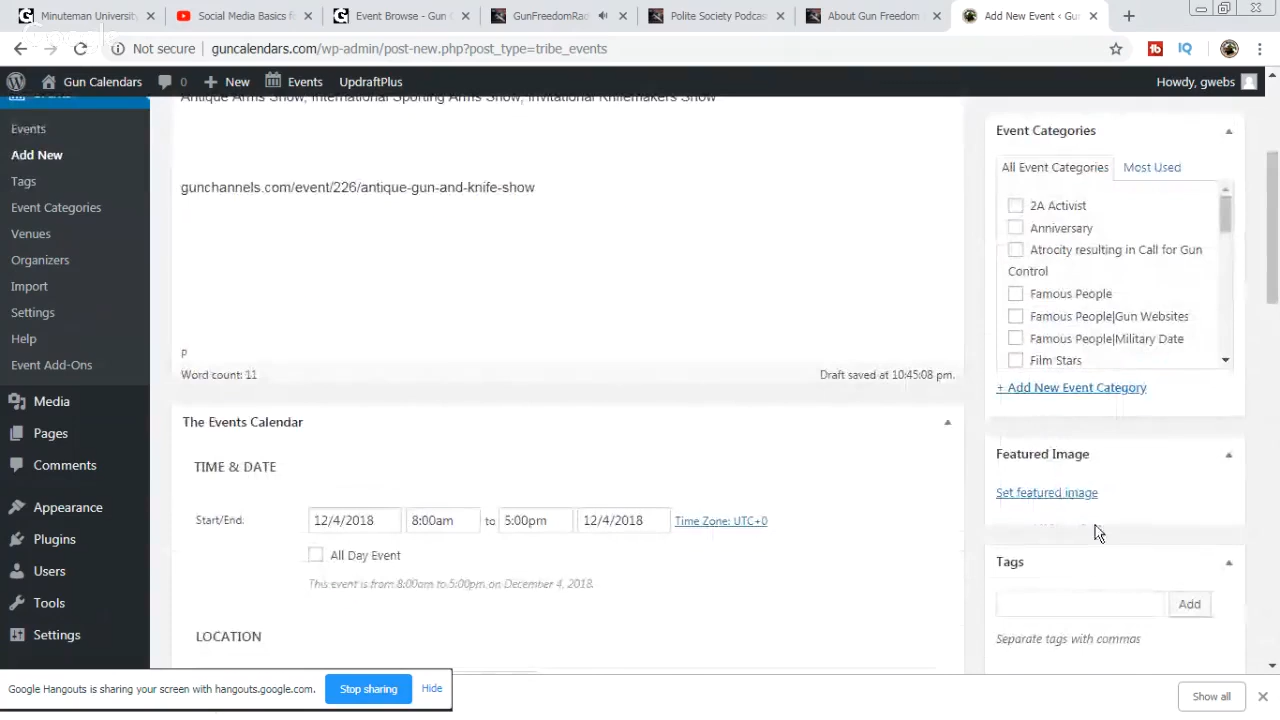 Minuteman University
Social Media Basics f
Event Browse - Gun C
GunFreedomRad
Polite Society Podcas
About Gun Freedom
Add New Event ‹ Gu
Google
Not secure
guncalendars.com/wp-admin/post-new.php?post_type=tribe_events
Gun Calendars
0
New
Events
UpdraftPlus
Howdy, gwebs
Events
Events
Add New
Tags
Event Categories
Venues
Organizers
Import
Settings
Help
Event Add-Ons
Media
Pages
Comments
Appearance
Plugins
Users
Tools
Settings
Antique Arms Show, International Sporting Arms Show, Invitational Knifemakers Show
gunchannels.com/event/226/antique-gun-and-knife-show
p
Word count: 11
Draft saved at 10:45:08 pm.
The Events Calendar
TIME & DATE
Start/End:
12/4/2018
8:00am
to
5:00pm
12/4/2018
Time Zone: UTC+0
All Day Event
This event is from 8:00am to 5:00pm on December 4, 2018.
LOCATION
Event Categories
All Event Categories
Most Used
2A Activist
Anniversary
Atrocity resulting in Call for Gun
Control
Famous People
Famous People|Gun Websites
Famous People|Military Date
Film Stars
+ Add New Event Category
Featured Image
Set featured image
Tags
Add
Separate tags with commas
Google Hangouts is sharing your screen with hangouts.google.com.
Stop sharing
Hide
Show all